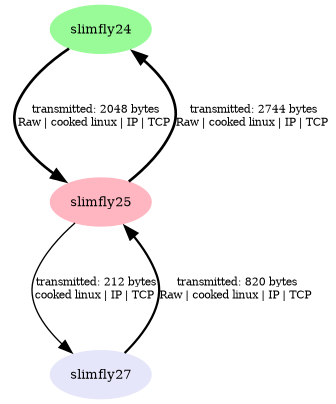 slimfly24
transmitted: 2048 bytes
Raw | cooked linux | IP | TCP
transmitted: 2744 bytes
Raw | cooked linux | IP | TCP
slimfly25
transmitted: 212 bytes
cooked linux | IP | TCP
transmitted: 820 bytes
Raw | cooked linux | IP | TCP
slimfly27